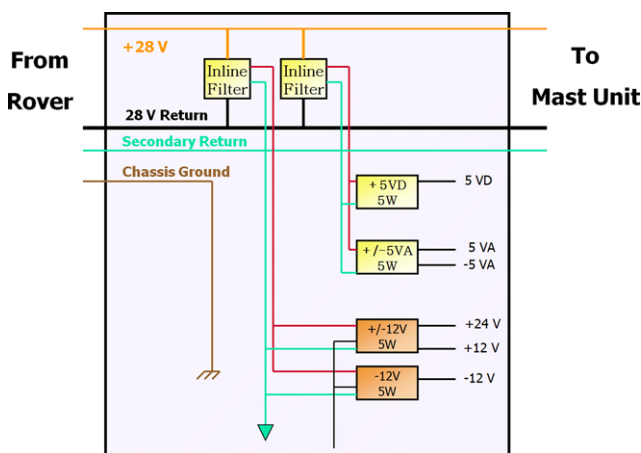 From
Rover
+28 V
To
Mast Unit
Inline
Filter
Inline
Filter
28 V Return
Secondary Return
Chassis Ground
+5VD
5W
5 VD
+/-5VA
5W
5 VA
-5 VA
+/-12V
5W
+24 V
+12 V
-12V
5W
-12 V